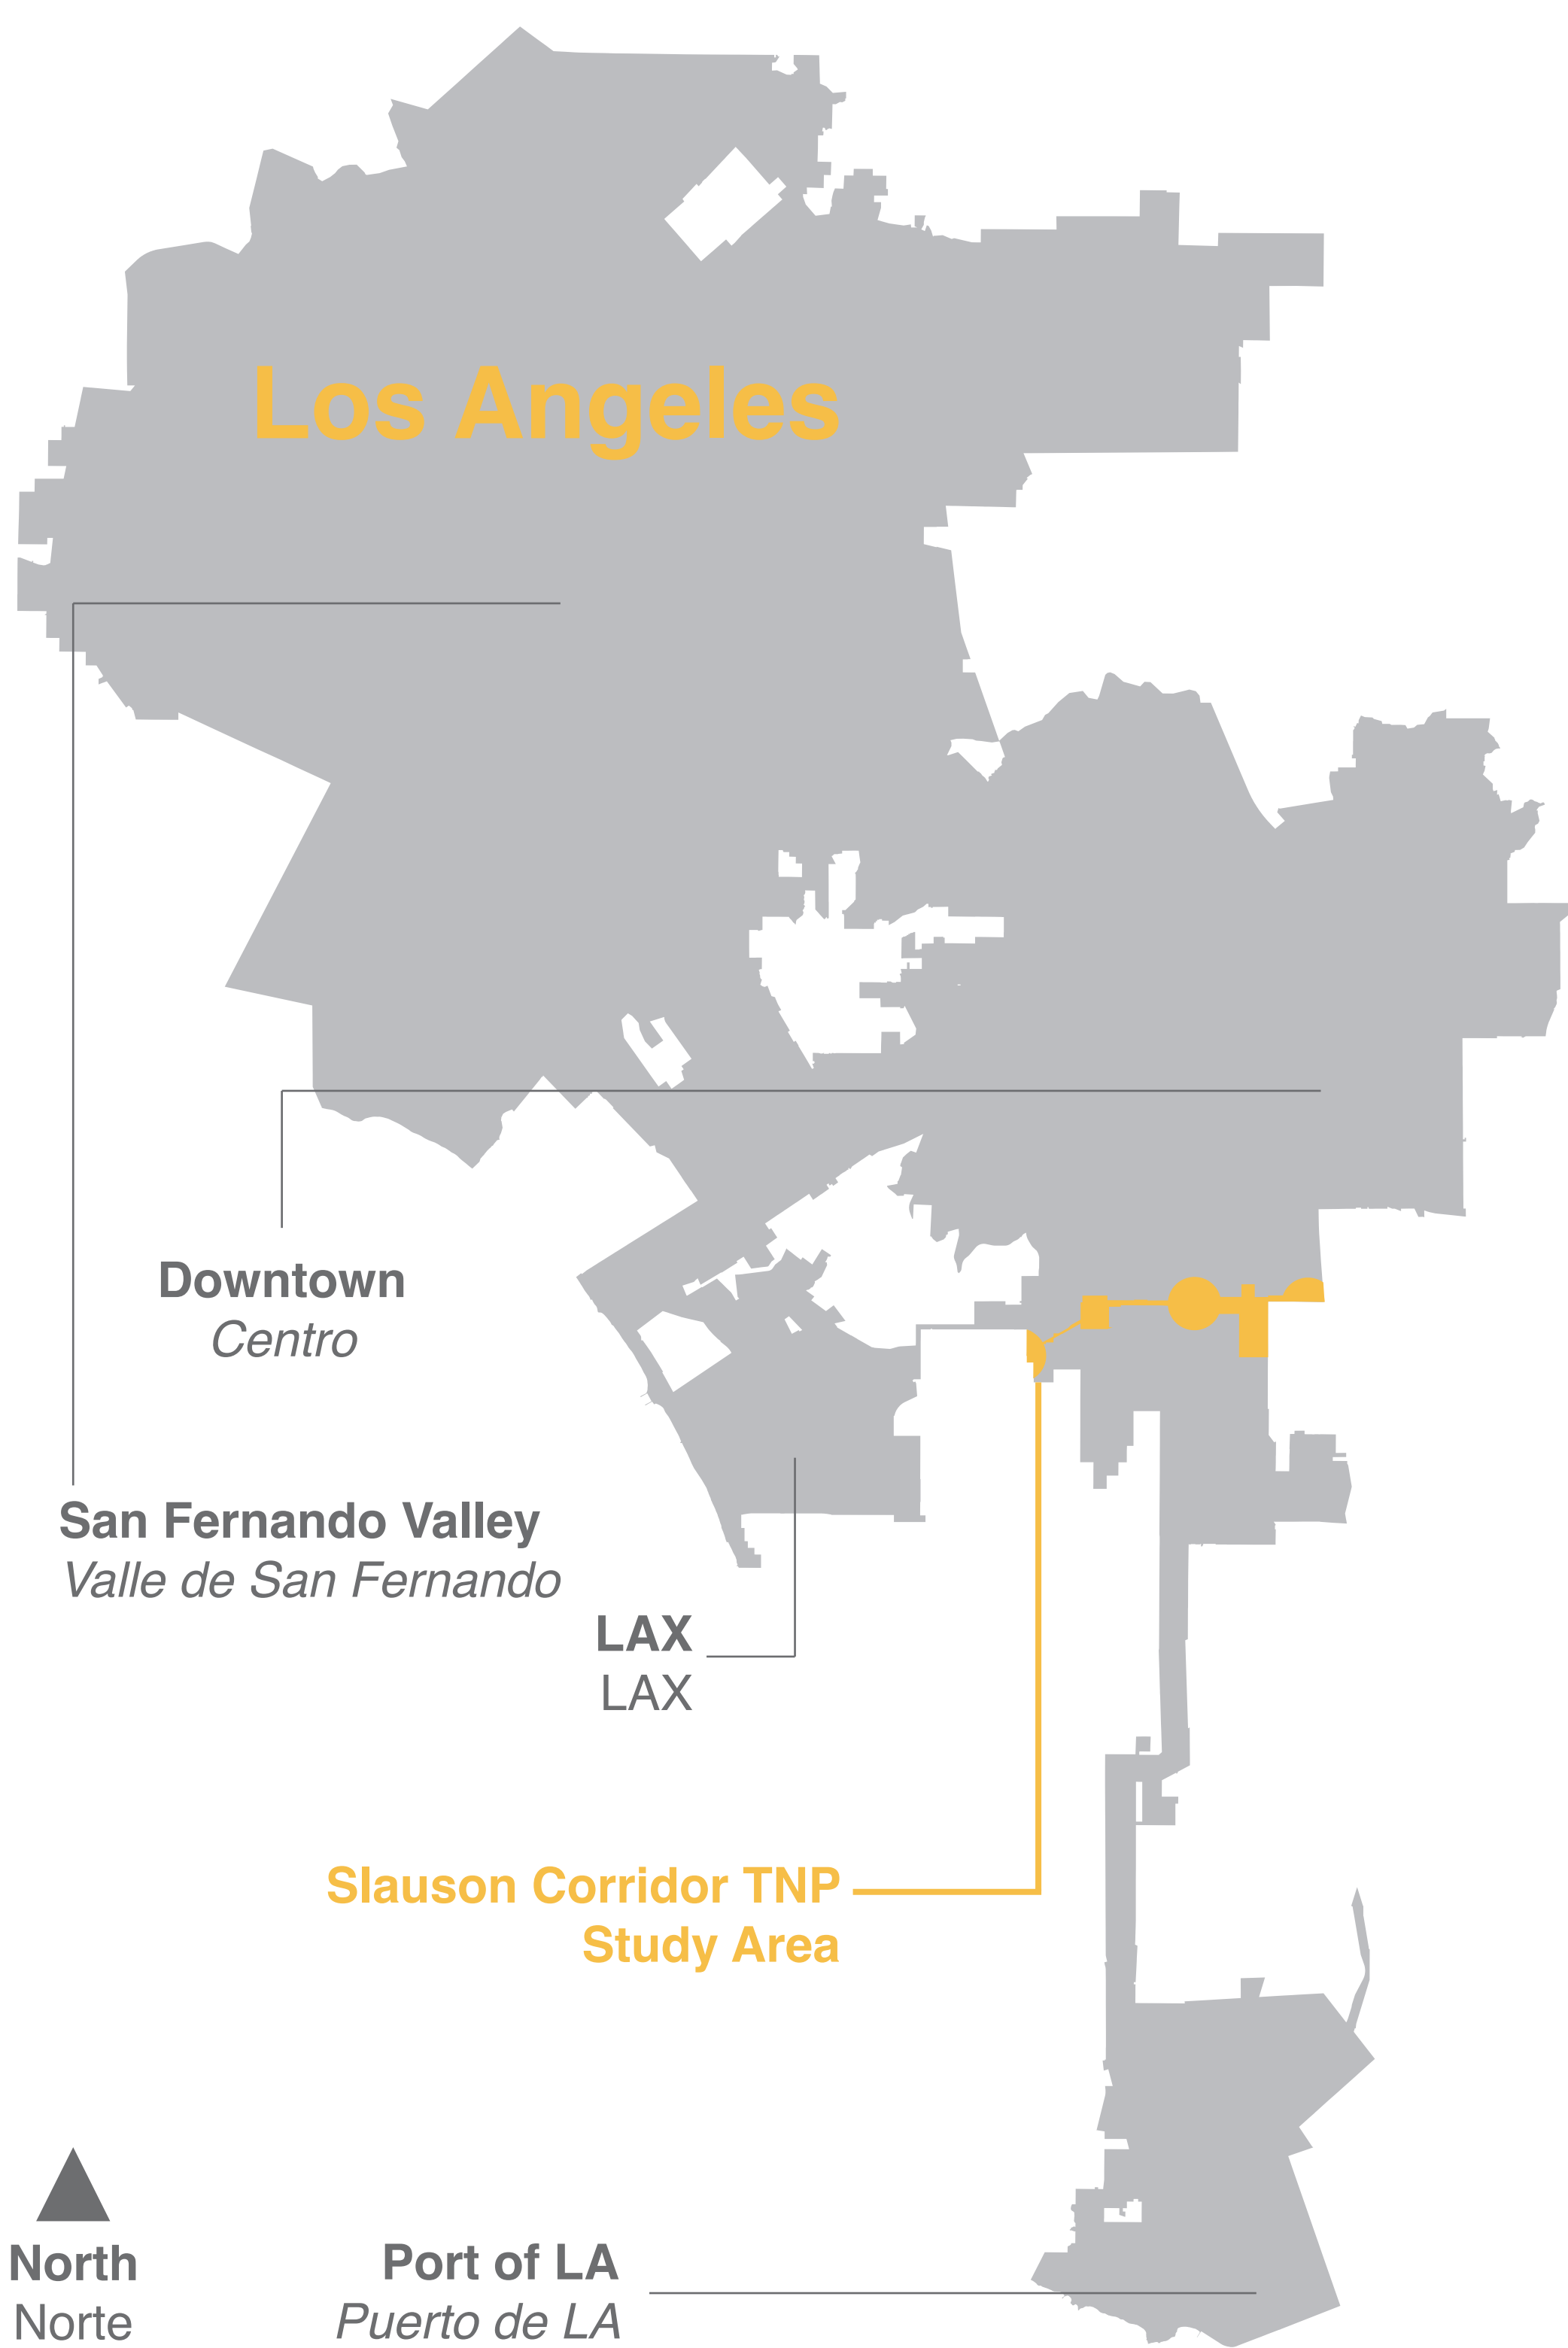 Los Angeles
Downtown
Centro
San Fernando Valley
Valle de San Fernando
LAX
LAX
Slauson Corridor TNP
Study Area
North
Norte
Port of LA
Puerto de LA